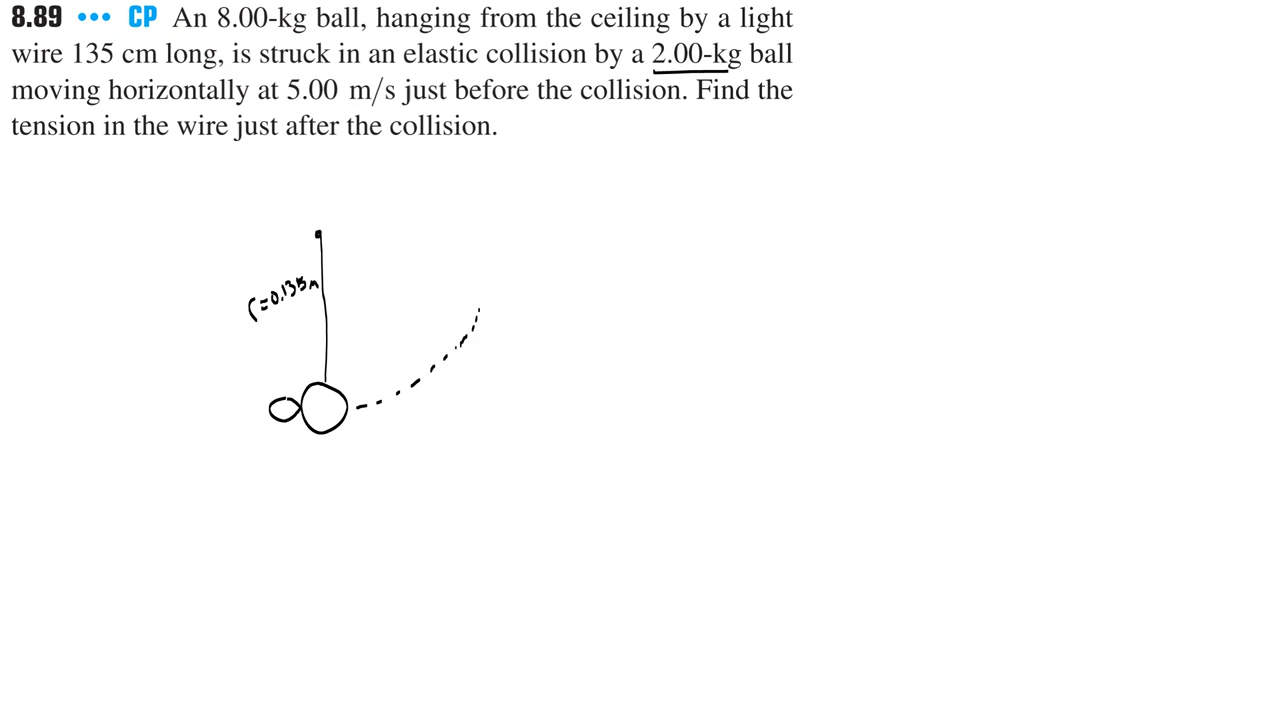 8.89 ••• CP An 8.00-kg ball, hanging from the ceiling by a light
wire 135 cm long, is struck in an elastic collision by a 2.00-kg ball
moving horizontally at 5.00 m/s just before the collision. Find the
tension in the wire just after the collision.
r=0.135m